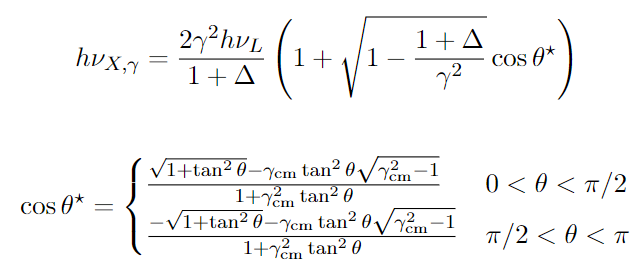 hν_{X,γ} = \frac{2γ^2 hν_L}{1 + Δ} \left( 1 + \sqrt{1 - \frac{1 + Δ}{γ^2}} \cos θ^⋆ \right)
\cos θ^⋆ = \begin{cases} \frac{\sqrt{1+\tan^2 θ} - γ_{cm} \tan^2 θ \sqrt{γ_{cm}^2 - 1}}{1 + γ_{cm}^2 \tan^2 θ} & 0 < θ < π/2 \\
\frac{-\sqrt{1+\tan^2 θ} - γ_{cm} \tan^2 θ \sqrt{γ_{cm}^2 - 1}}{1 + γ_{cm}^2 \tan^2 θ} & π/2 < θ < π \end{cases}